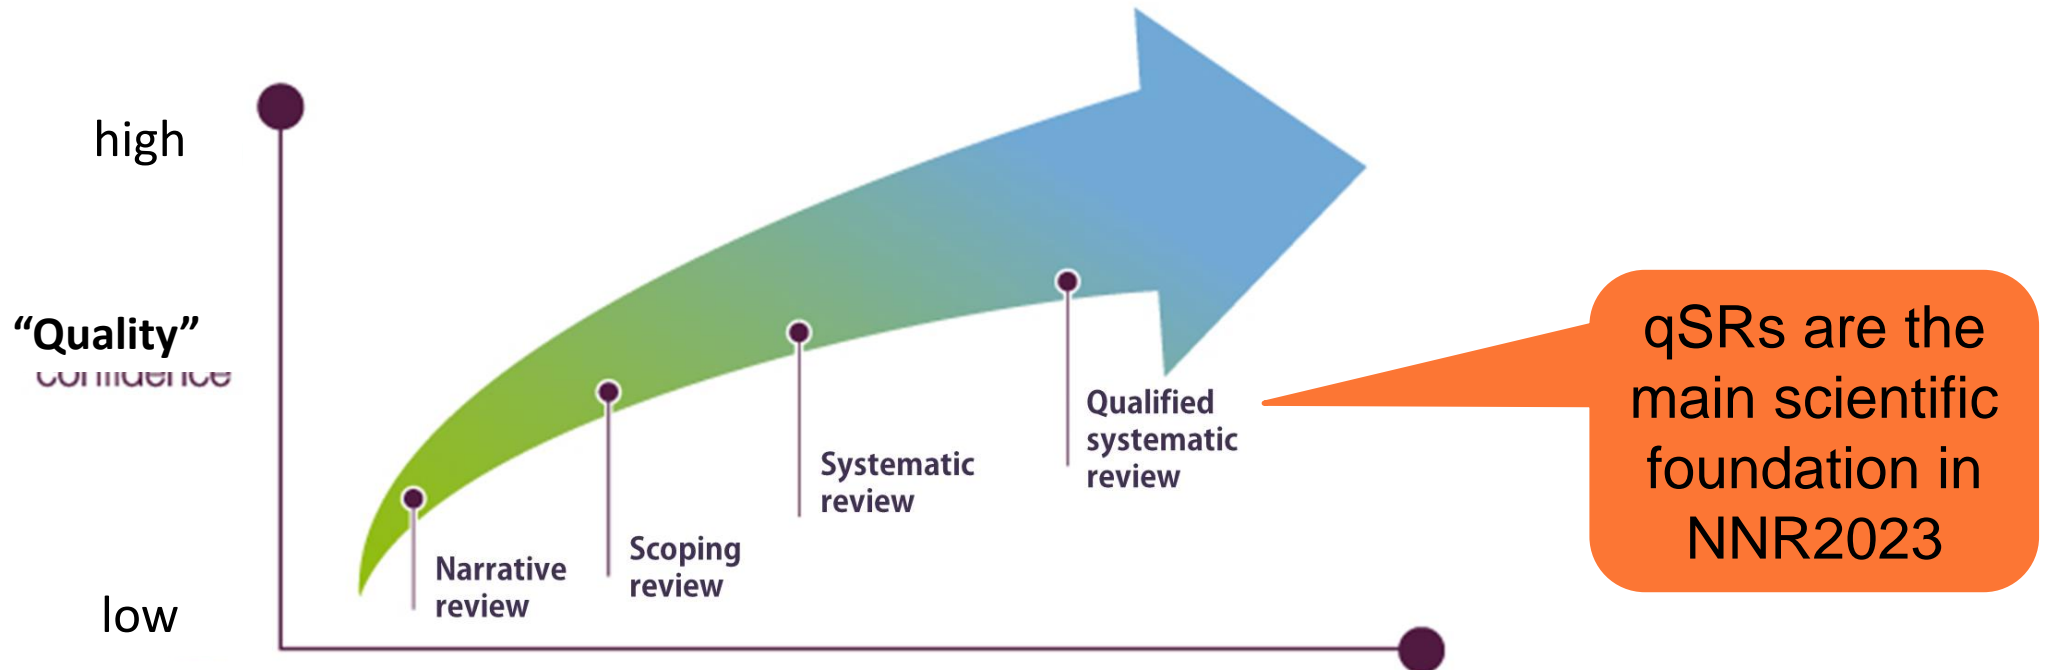 high
“Quality”
confidence
low
Narrative
review
Scoping
review
Systematic
review
Qualified
systematic
review
qSRs are the
main scientific
foundation in
NNR2023